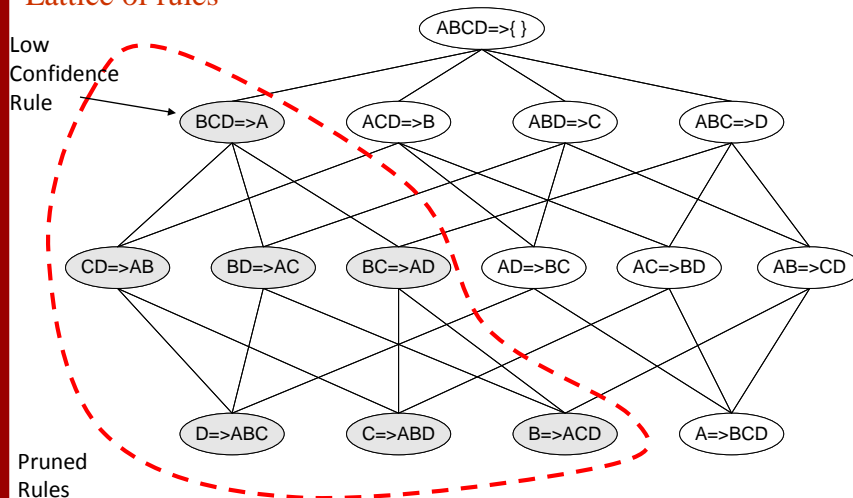 Lattice of rules
ABCD=>{ }
Low
Confidence
Rule
BCD=>A
ACD=>B
ABD=>C
ABC=>D
CD=>AB
BD=>AC
BC=>AD
AD=>BC
AC=>BD
AB=>CD
D=>ABC
C=>ABD
B=>ACD
A=>BCD
Pruned
Rules